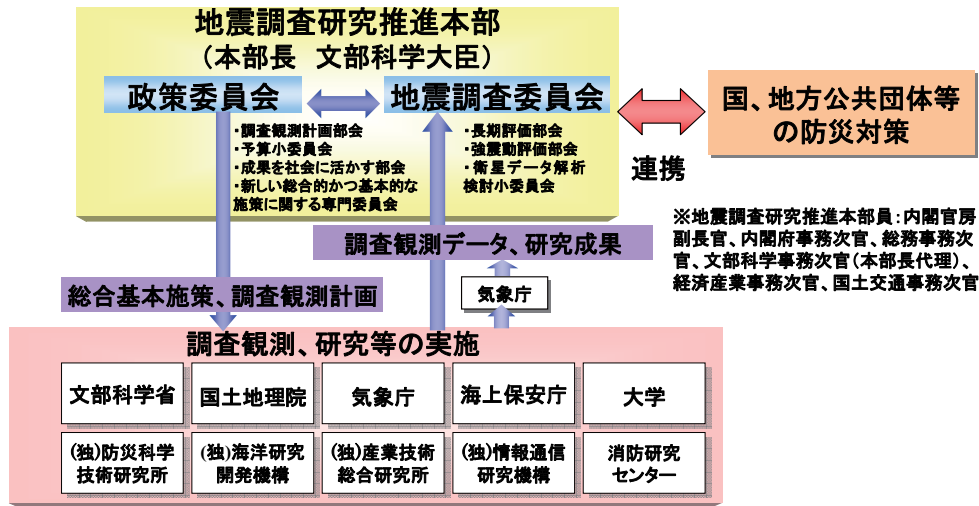 地震調査研究推進本部
（本部長　文部科学大臣）
政策委員会
・調査観測計画部会
・予算小委員会
・成果を社会に活かす部会
・新しい総合的かつ基本的な
施策に関する専門委員会
地震調査委員会
・長期評価部会
・強震動評価部会
・衛星データ解析
検討小委員会
連携
国、地方公共団体等
の防災対策
※地震調査研究推進本部員：内閣官房
副長官、内閣府事務次官、総務事務次
官、文部科学事務次官（本部長代理）、
経済産業事務次官、国土交通事務次官
調査観測データ、研究成果
総合基本施策、調査観測計画
気象庁
調査観測、研究等の実施
文部科学省
国土地理院
気象庁
海上保安庁
大学
(独)防災科学
技術研究所
(独)海洋研究
開発機構
(独)産業技術
総合研究所
(独)情報通信
研究機構
消防研究
センター